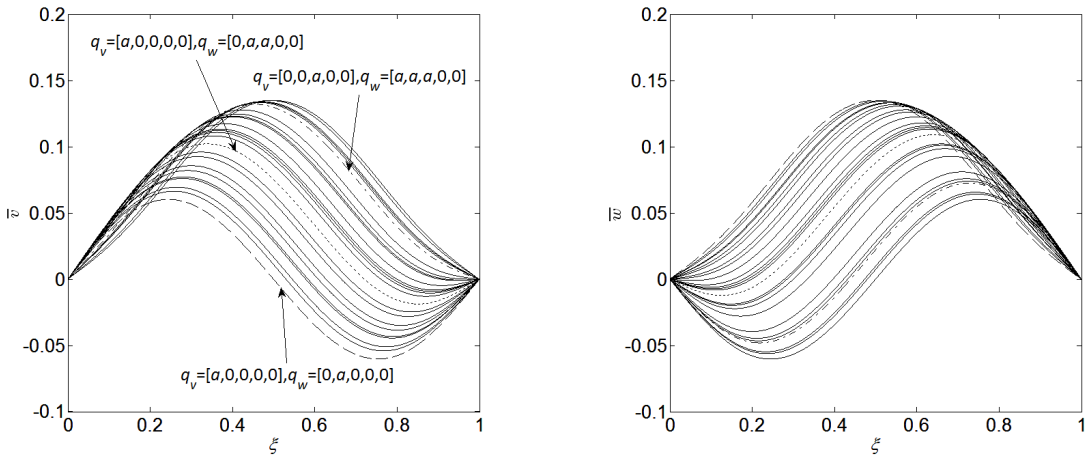 0.2
0.15
0.1
0.05
0
-0.05
-0.1
v̅
q_v=[a,0,0,0,0],q_w=[0,a,a,0,0]
q_v=[0,0,a,0,0],q_w=[a,a,a,0,0]
q_v=[a,0,0,0,0],q_w=[0,a,0,0,0]
0 0.2 0.4 0.6 0.8 1
ξ
0.2
0.15
0.1
0.05
0
-0.05
-0.1
w̅
0 0.2 0.4 0.6 0.8 1
ξ